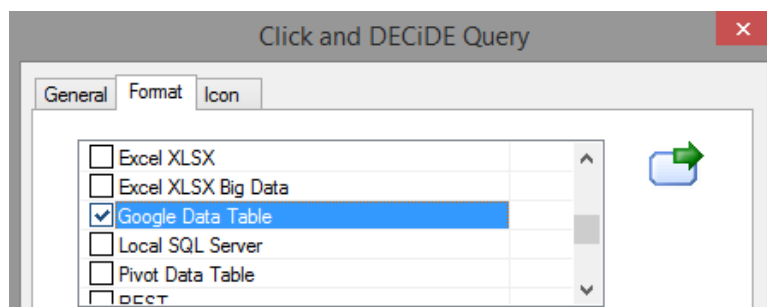 Click and DECiDE Query
General Format Icon
Excel XLSX
Excel XLSX Big Data
Google Data Table
Local SQL Server
Pivot Data Table
REST